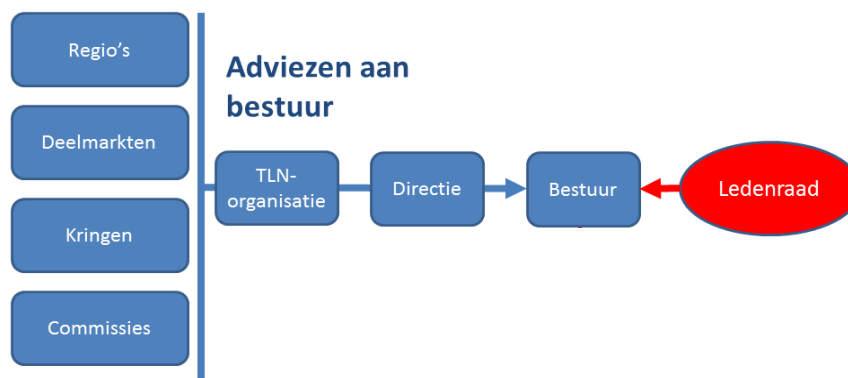 Regio’s
Deelmarkten
Kringen
Commissies
Adviezen aan
bestuur
TLN-
organisatie
Directie
Bestuur
Ledenraad